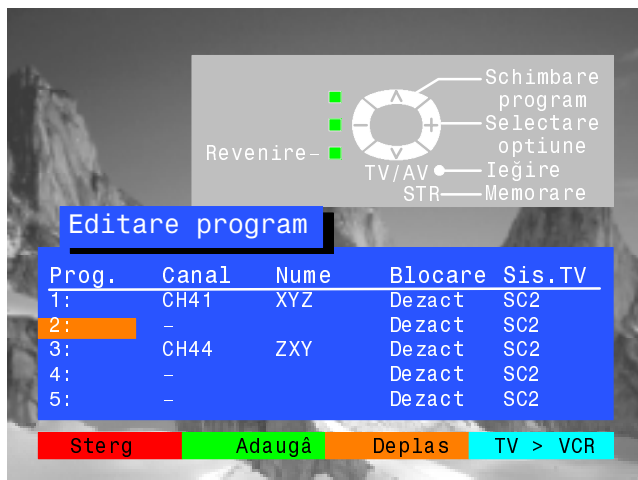 Schimbare
program
Selectare
optiune
Revenire–
TV/AV
Ieğire
STR
Memorare
Editare program
Prog. Canal Nume Blocare Sis.TV
1: CH41 XYZ Dezact SC2
2: – Dezact SC2
3: CH44 ZXY Dezact SC2
4: – Dezact SC2
5: – Dezact SC2
Sterg Adaugâ Deplas TV > VCR